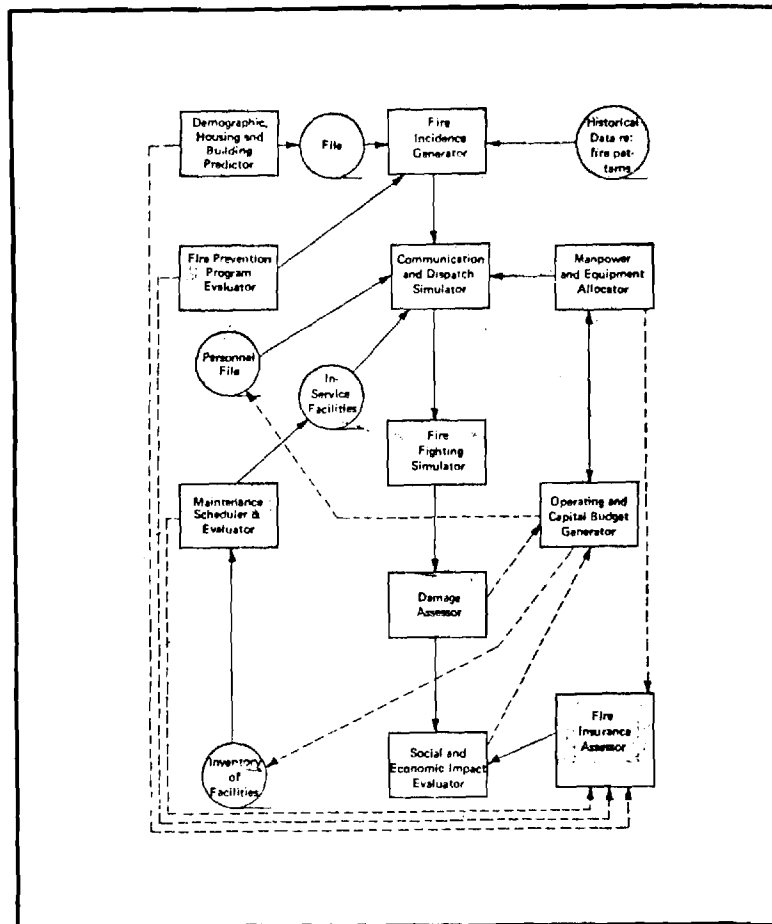 Demographic,
Housing and
Building
Predictor
File
Fire
Incidence
Generator
Historical
Data re:
fire pat-
terns
Fire Prevention
Program
Evaluator
Communication
and Dispatch
Simulator
Manpower
and Equipment
Allocator
Personnel
File
In-
Service
Facilities
Fire
Fighting
Simulator
Maintenance
Scheduler &
Evaluator
Operating and
Capital Budget
Generator
Damage
Assessor
Inventory
of
Facilities
Social and
Economic Impact
Evaluator
Fire
Insurance
Assessor